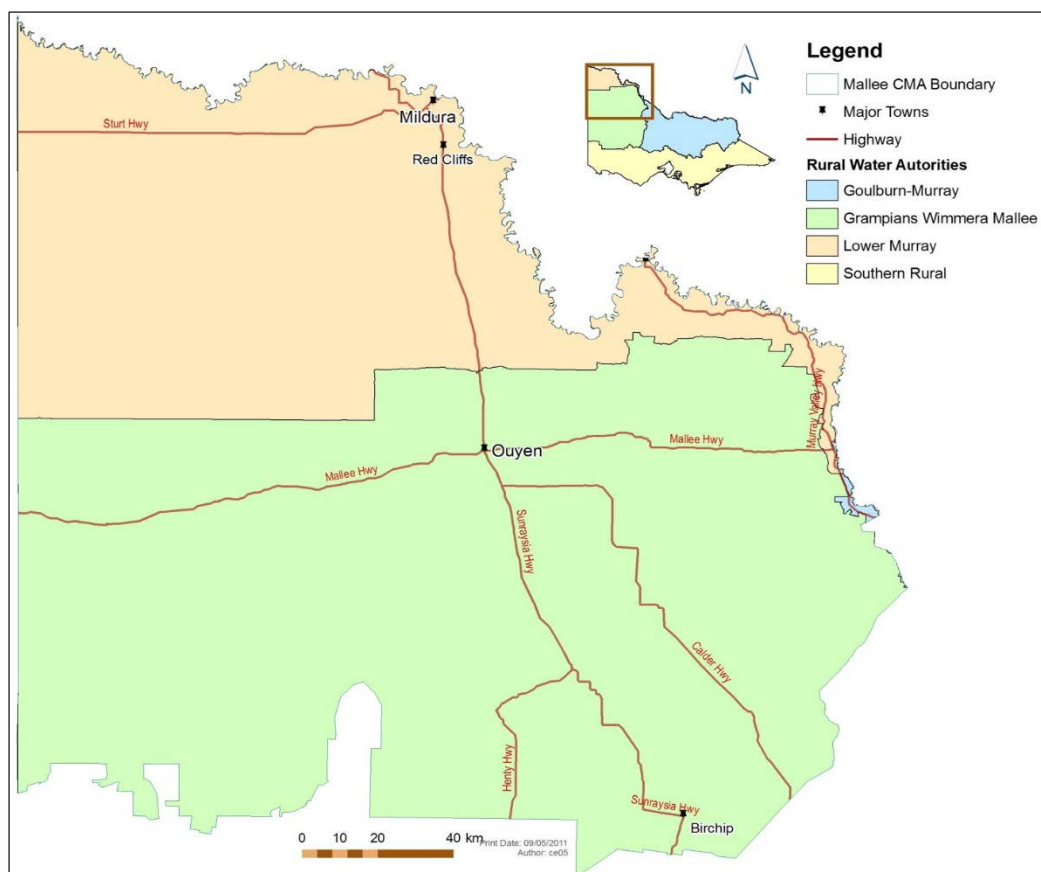 Legend
Mallee CMA Boundary
Major Towns
Highway
Rural Water Autorities
Goulburn-Murray
Grampians Wimmera Mallee
Lower Murray
Southern Rural
N
Mildura
Sturt Hwy
Red Cliffs
Murray Valley Hwy
Mallee Hwy
Ouyen
Mallee Hwy
Sunraysia Hwy
Calder Hwy
Henty Hwy
Sunraysia Hwy
Birchip
0 10 20 40 km
Print Date: 09/05/2011
Author: ce05